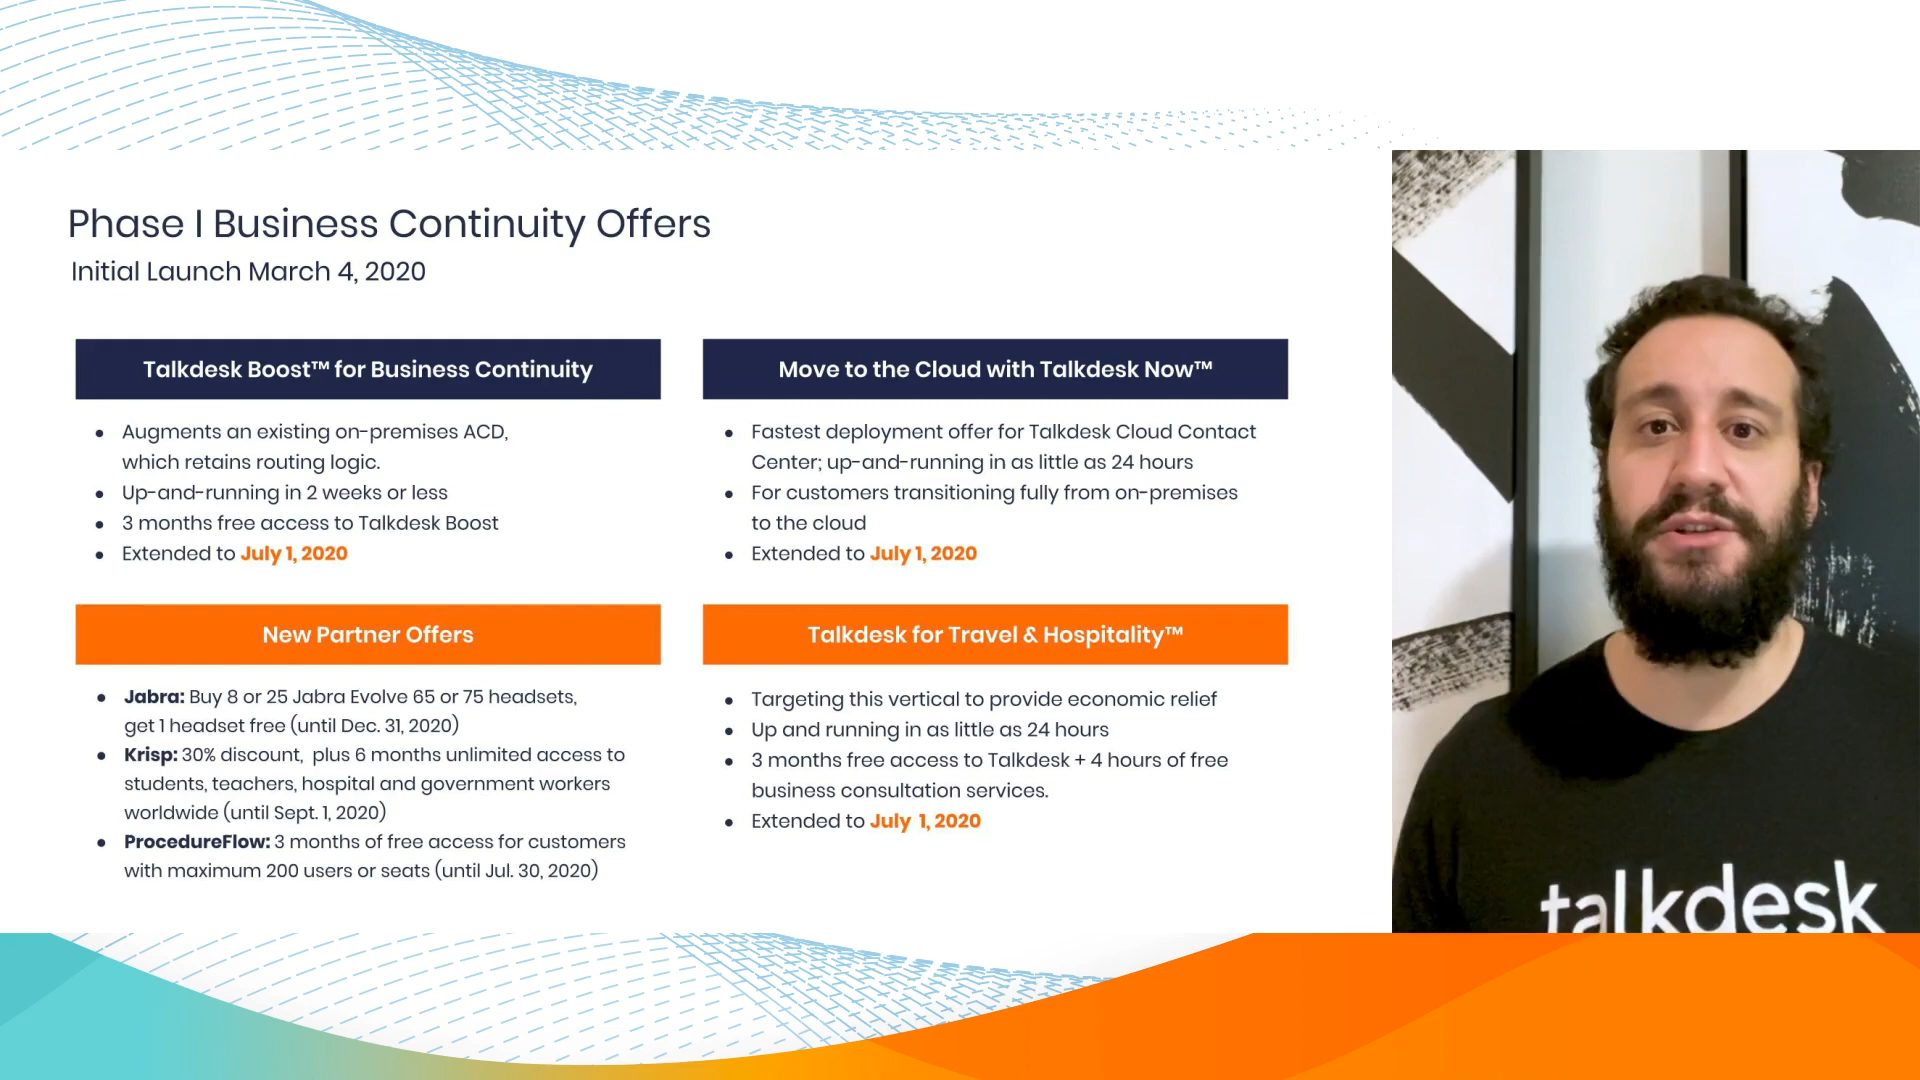 Phase I Business Continuity Offers
Initial Launch March 4, 2020
Talkdesk Boost™ for Business Continuity
• Augments an existing on-premises ACD,
which retains routing logic.
• Up-and-running in 2 weeks or less
• 3 months free access to Talkdesk Boost
• Extended to July 1, 2020
Move to the Cloud with Talkdesk Now™
• Fastest deployment offer for Talkdesk Cloud Contact
Center; up-and-running in as little as 24 hours
• For customers transitioning fully from on-premises
to the cloud
• Extended to July 1, 2020
New Partner Offers
• Jabra: Buy 8 or 25 Jabra Evolve 65 or 75 headsets,
get 1 headset free (until Dec. 31, 2020)
• Krisp: 30% discount, plus 6 months unlimited access to
students, teachers, hospital and government workers
worldwide (until Sept. 1, 2020)
• ProcedureFlow: 3 months of free access for customers
with maximum 200 users or seats (until Jul. 30, 2020)
Talkdesk for Travel & Hospitality™
• Targeting this vertical to provide economic relief
• Up and running in as little as 24 hours
• 3 months free access to Talkdesk + 4 hours of free
business consultation services.
• Extended to July 1, 2020
talkdesk